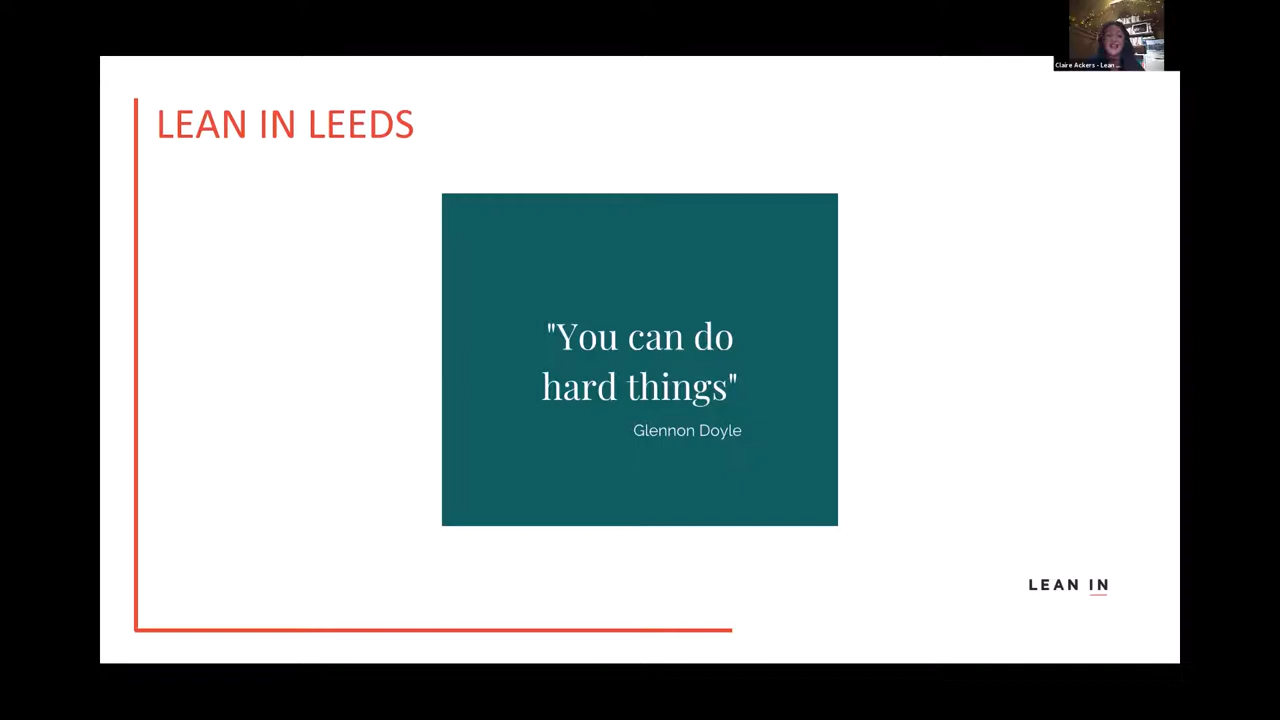 Claire Ackers - Lean ...
LEAN IN LEEDS
"You can do
hard things"
Glennon Doyle
LEAN IN